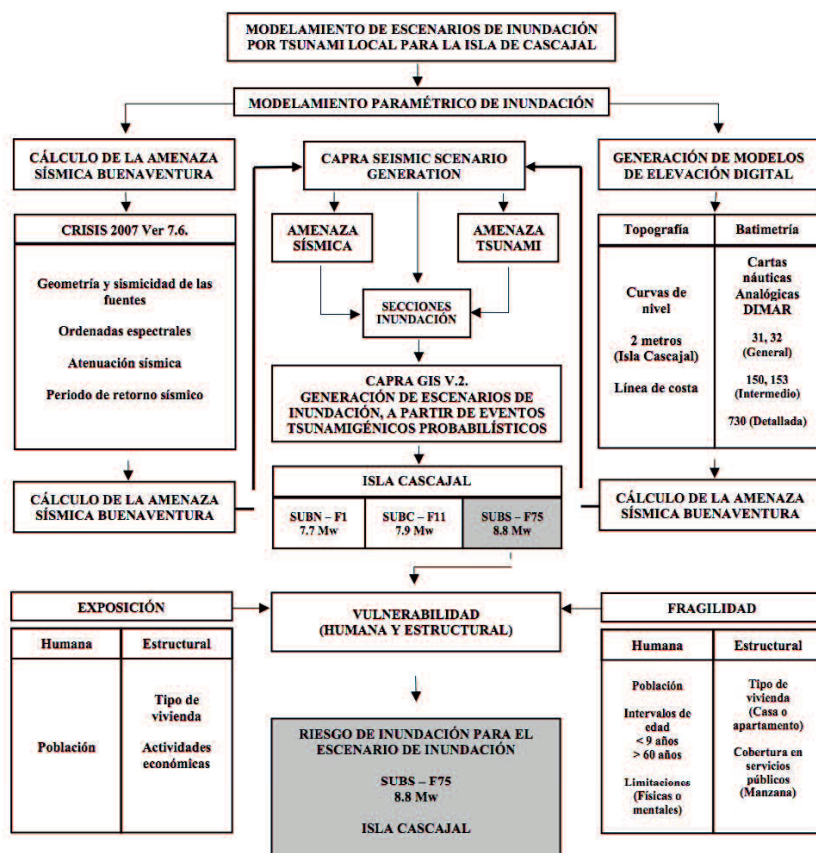 MODELAMIENTO DE ESCENARIOS DE INUNDACIÓN
POR TSUNAMI LOCAL PARA LA ISLA DE CASCAJAL
MODELAMIENTO PARAMÉTRICO DE INUNDACIÓN
CÁLCULO DE LA AMENAZA
SÍSMICA BUENAVENTURA
CRISIS 2007 Ver 7.6.
Geometría y sismicidad de las
fuentes
Ordenadas espectrales
Atenuación sísmica
Periodo de retorno sísmico
CÁLCULO DE LA AMENAZA
SÍSMICA BUENAVENTURA
CAPRA SEISMIC SCENARIO
GENERATION
AMENAZA
SÍSMICA
AMENAZA
TSUNAMI
SECCIONES
INUNDACIÓN
CAPRA GIS V.2.
GENERACIÓN DE ESCENARIOS DE
INUNDACIÓN, A PARTIR DE EVENTOS
TSUNAMIGÉNICOS PROBABILÍSTICOS
ISLA CASCAJAL
SUBN – F1
7.7 Mw
SUBC – F11
7.9 Mw
SUBS – F75
8.8 Mw
GENERACIÓN DE MODELOS
DE ELEVACIÓN DIGITAL
Topografía
Curvas de
nivel
2 metros
(Isla Cascajal)
Línea de costa
Batimetría
Cartas
náuticas
Analógicas
DIMAR
31, 32
(General)
150, 153
(Intermedio)
730 (Detallada)
CÁLCULO DE LA AMENAZA
SÍSMICA BUENAVENTURA
EXPOSICIÓN
Humana
Población
Estructural
Tipo de
vivienda
Actividades
económicas
VULNERABILIDAD
(HUMANA Y ESTRUCTURAL)
RIESGO DE INUNDACIÓN PARA EL
ESCENARIO DE INUNDACIÓN
SUBS – F75
8.8 Mw
ISLA CASCAJAL
FRAGILIDAD
Humana
Población
Intervalos de
edad
< 9 años
> 60 años
Limitaciones
(Físicas o
mentales)
Estructural
Tipo de
vivienda
(Casa o
apartamento)
Cobertura en
servicios
públicos
(Manzana)